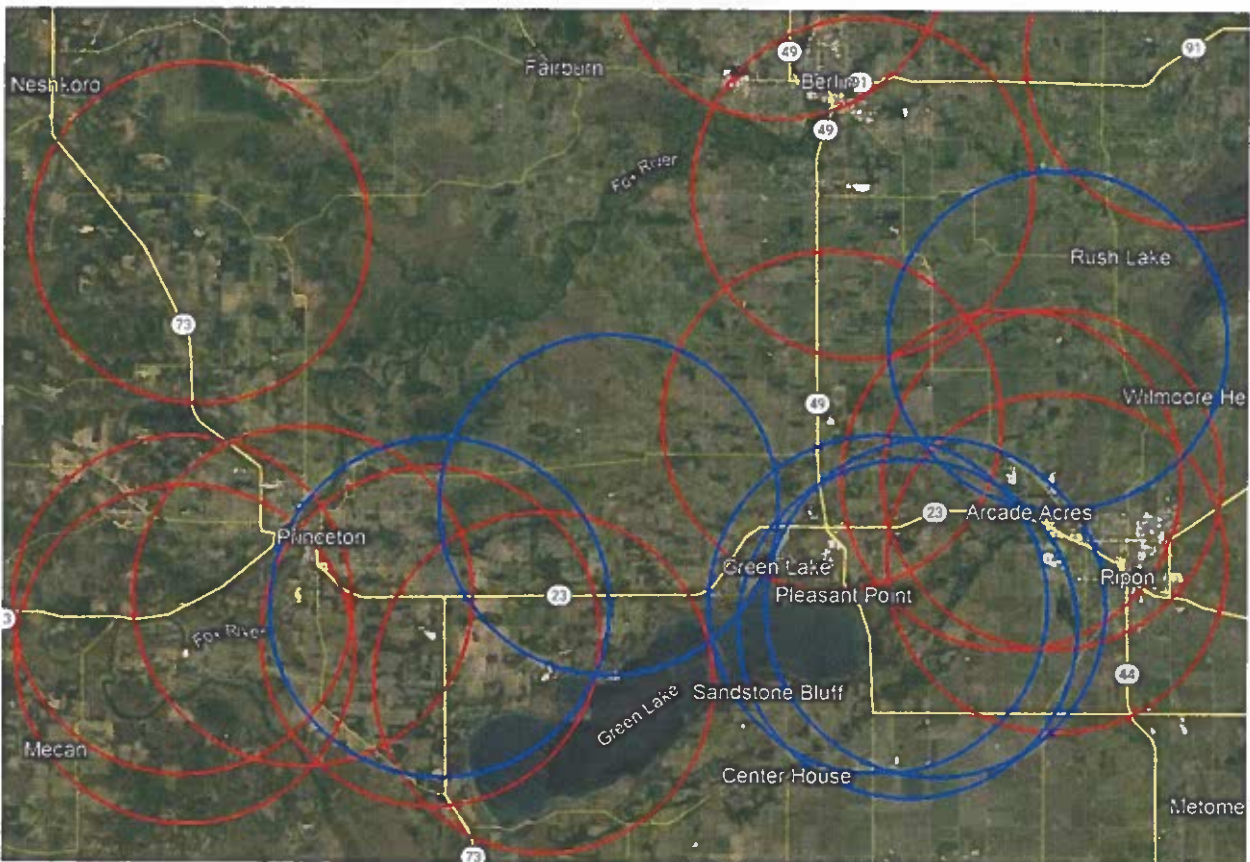 49
91
Neshkoro
Fairburn
Berlin
91
49
Fox River
Rush Lake
73
Wilmoore He
49
23
Arcade Acres
Princeton
Green Lake
Ripon
23
Pleasant Point
3
Fox River
44
Sandstone Bluff
Green Lake
Mecan
Center House
Metome
73